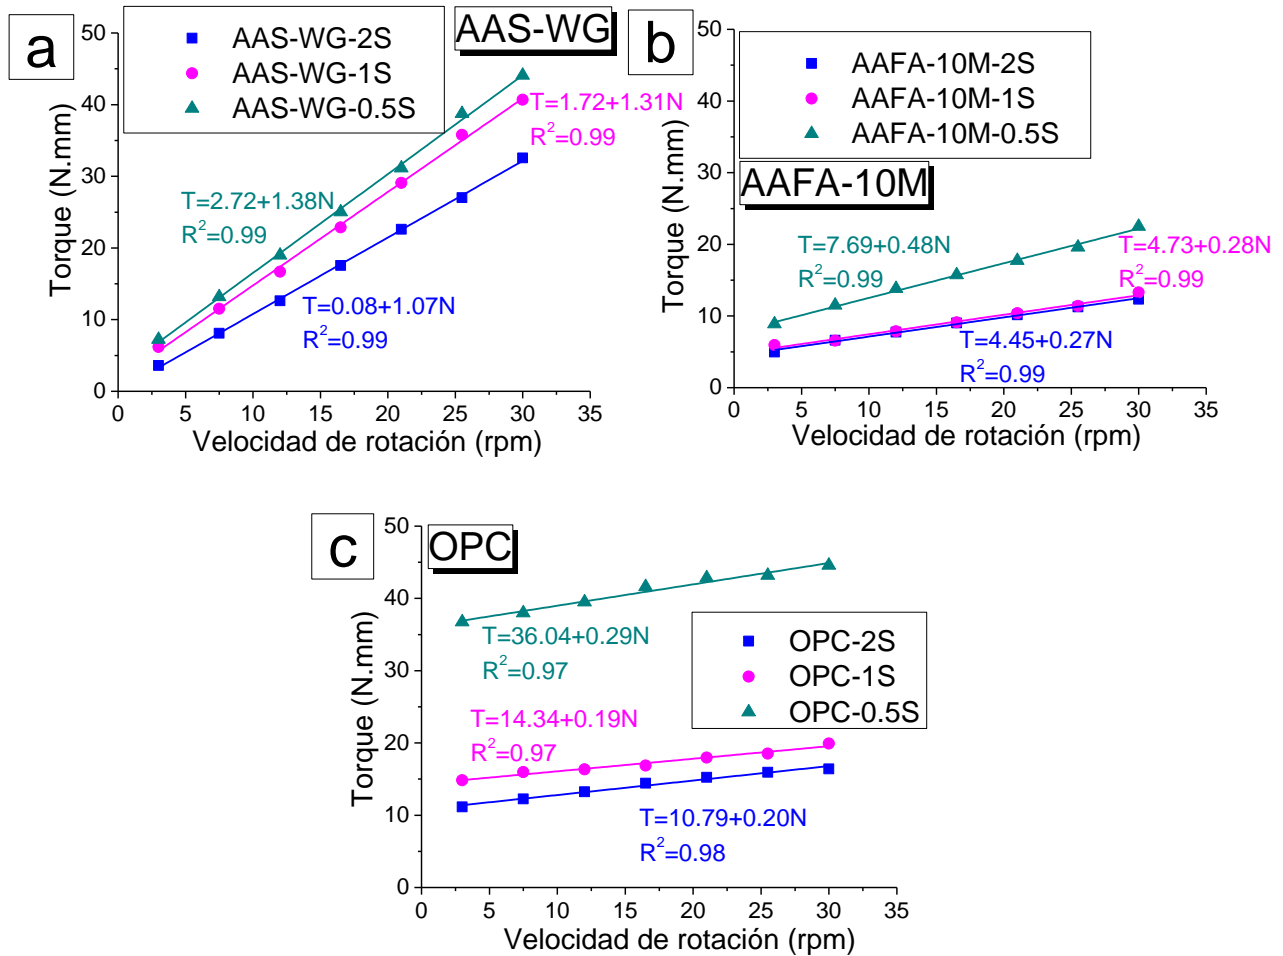 a
AAS-WG-2S
AAS-WG-1S
AAS-WG-0.5S
AAS-WG
T=1.72+1.31N
R²=0.99
T=2.72+1.38N
R²=0.99
T=0.08+1.07N
R²=0.99
Torque (N.mm)
50
40
30
20
10
0
0 5 10 15 20 25 30 35
Velocidad de rotación (rpm)
b
AAFA-10M-2S
AAFA-10M-1S
AAFA-10M-0.5S
AAFA-10M
T=7.69+0.48N
R²=0.99
T=4.73+0.28N
R²=0.99
T=4.45+0.27N
R²=0.99
Torque (N.mm)
50
40
30
20
10
0
0 5 10 15 20 25 30 35
Velocidad de rotación (rpm)
c
OPC
T=36.04+0.29N
R²=0.97
OPC-2S
OPC-1S
OPC-0.5S
T=14.34+0.19N
R²=0.97
T=10.79+0.20N
R²=0.98
Torque (N.mm)
50
40
30
20
10
0
0 5 10 15 20 25 30 35
Velocidad de rotación (rpm)